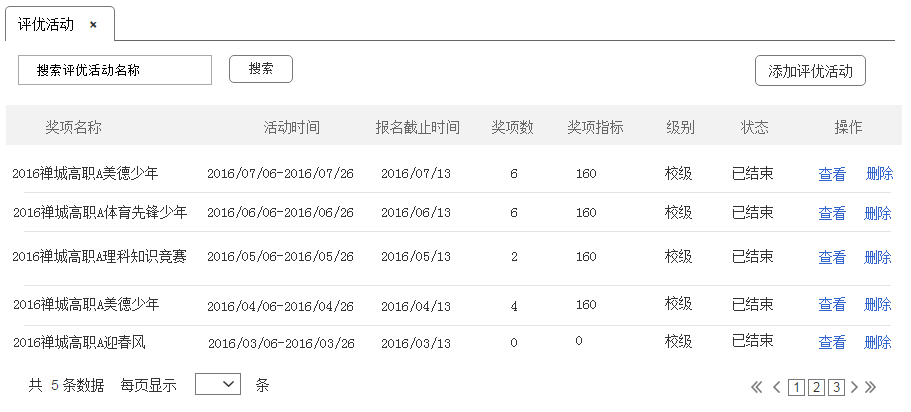 评优活动 ×
搜索评优活动名称 搜索 添加评优活动
奖项名称 活动时间 报名截止时间 奖项数 奖项指标 级别 状态 操作
2016禅城高职A美德少年 2016/07/06-2016/07/26 2016/07/13 6 160 校级 已结束 查看 删除
2016禅城高职A体育先锋少年 2016/06/06-2016/06/26 2016/06/13 6 160 校级 已结束 查看 删除
2016禅城高职A理科知识竞赛 2016/05/06-2016/05/26 2016/05/13 2 160 校级 已结束 查看 删除
2016禅城高职A美德少年 2016/04/06-2016/04/26 2016/04/13 4 160 校级 已结束 查看 删除
2016禅城高职A迎春风 2016/03/06-2016/03/26 2016/03/13 0 0 校级 已结束 查看 删除
共 5 条数据 每页显示 条 « < 1 2 3 > »